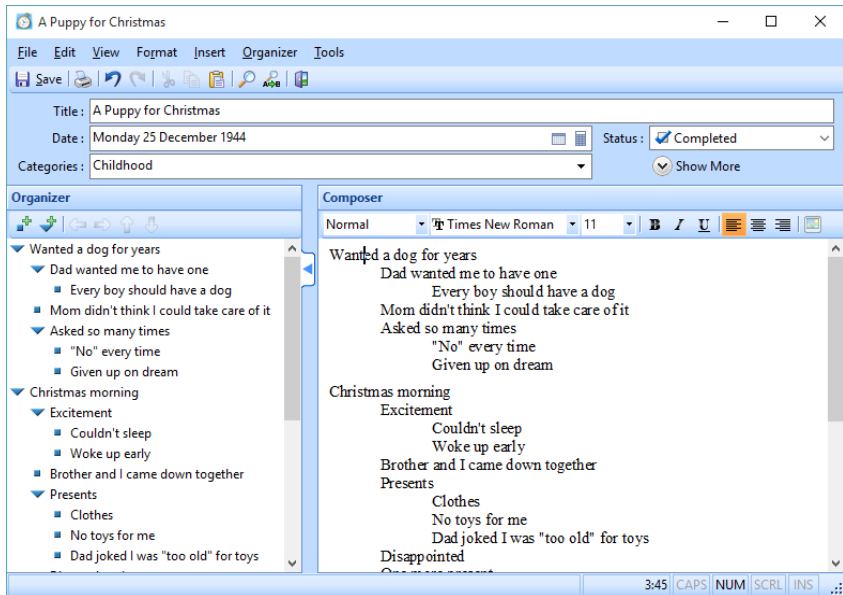 A Puppy for Christmas
File Edit View Format Insert Organizer Tools
Save
Title : A Puppy for Christmas
Date : Monday 25 December 1944 Status : Completed
Categories : Childhood Show More
Organizer
Wanted a dog for years
Dad wanted me to have one
Every boy should have a dog
Mom didn't think I could take care of it
Asked so many times
"No" every time
Given up on dream
Christmas morning
Excitement
Couldn't sleep
Woke up early
Brother and I came down together
Presents
Clothes
No toys for me
Dad joked I was "too old" for toys
Composer
Normal Times New Roman 11 B I U
Wanted a dog for years
Dad wanted me to have one
Every boy should have a dog
Mom didn't think I could take care of it
Asked so many times
"No" every time
Given up on dream
Christmas morning
Excitement
Couldn't sleep
Woke up early
Brother and I came down together
Presents
Clothes
No toys for me
Dad joked I was "too old" for toys
Disappointed
One more present
3:45 CAPS NUM SCRL INS